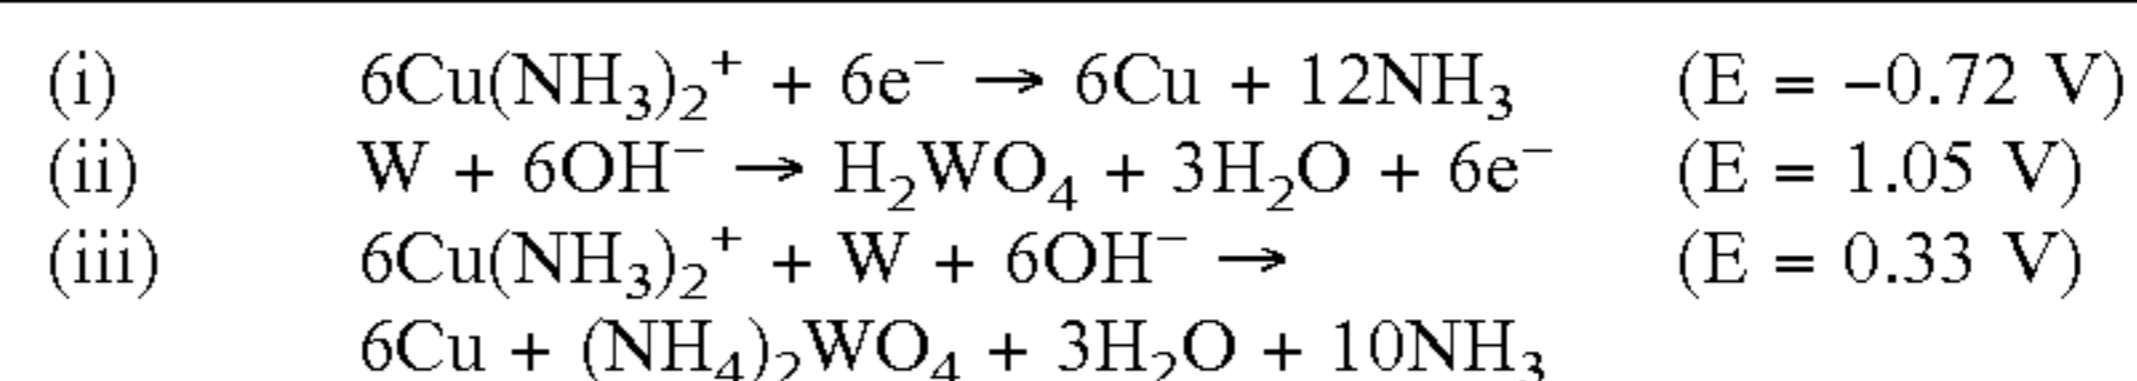 (i) 6Cu(NH₃)₂⁺ + 6e⁻ → 6Cu + 12NH₃ (E = −0.72 V)
(ii) W + 6OH⁻ → H₂WO₄ + 3H₂O + 6e⁻ (E = 1.05 V)
(iii) 6Cu(NH₃)₂⁺ + W + 6OH⁻ → (E = 0.33 V)
6Cu + (NH₄)₂WO₄ + 3H₂O + 10NH₃